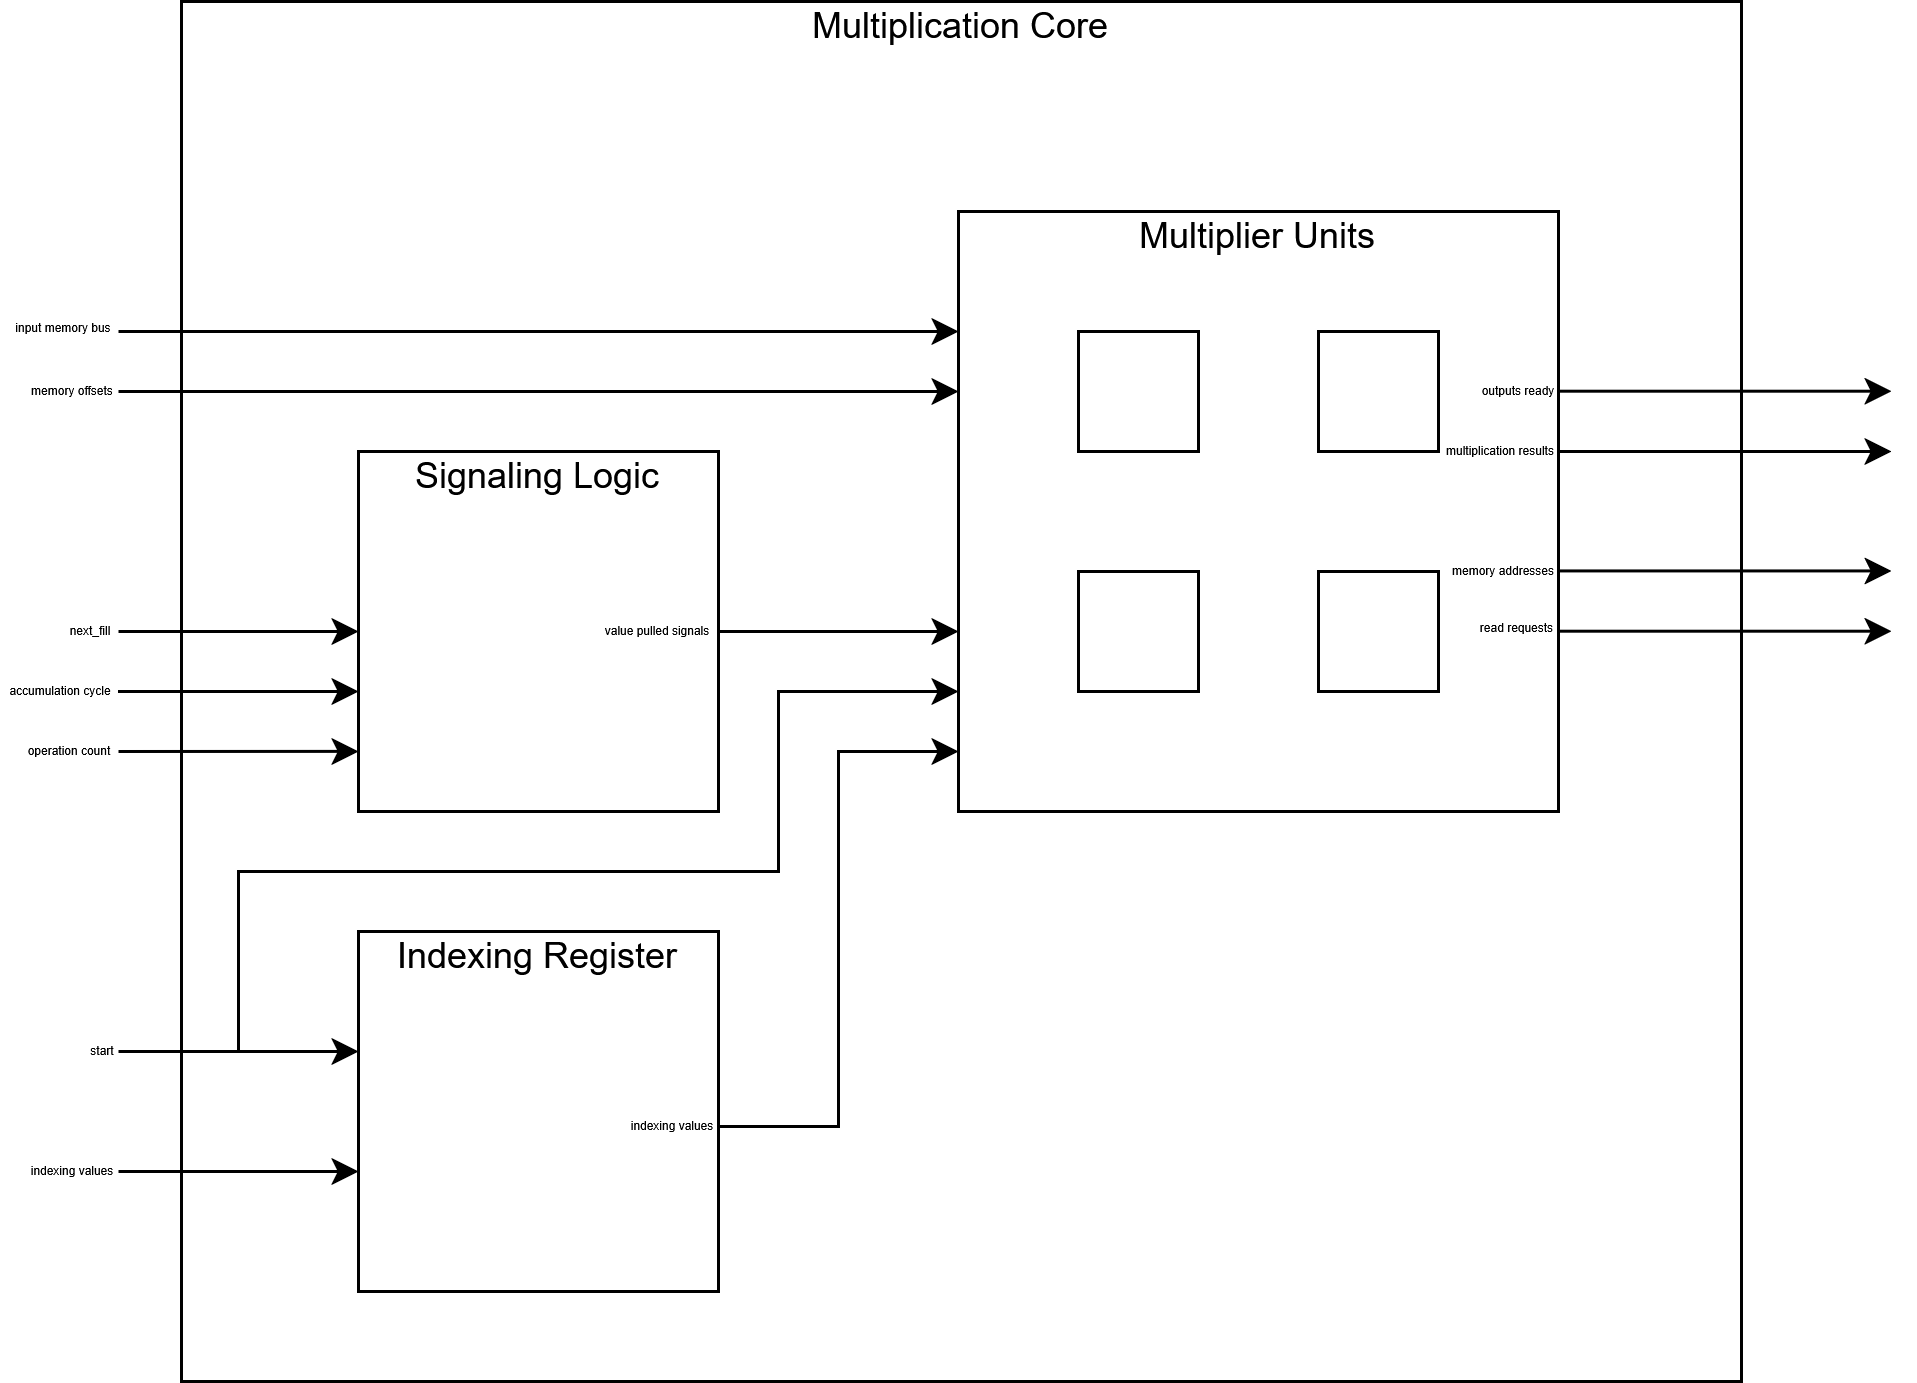 Multiplication Core
Multiplier Units
input memory bus
memory offsets
outputs ready
multiplication results
Signaling Logic
memory addresses
next_fill
value pulled signals
read requests
accumulation cycle
operation count
Indexing Register
start
indexing values
indexing values